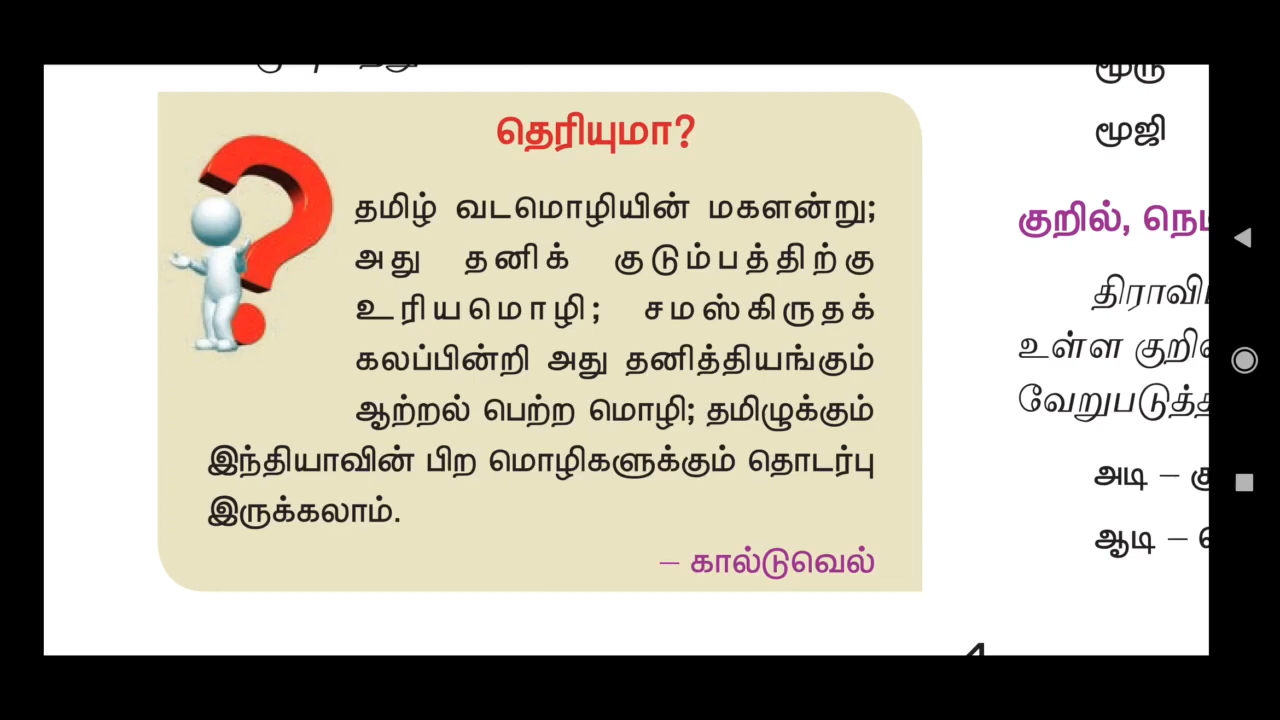 தெரியுமா?
தமிழ் வடமொழியின் மகளன்று;
அது தனிக் குடும்பத்திற்கு
உரியமொழி; சமஸ்கிருதக்
கலப்பின்றி அது தனித்தியங்கும்
ஆற்றல் பெற்ற மொழி; தமிழுக்கும்
இந்தியாவின் பிற மொழிகளுக்கும் தொடர்பு
இருக்கலாம்.
– கால்டுவெல்
மூஜி
குறில்,
உள்ள
அடி –
ஆடி –